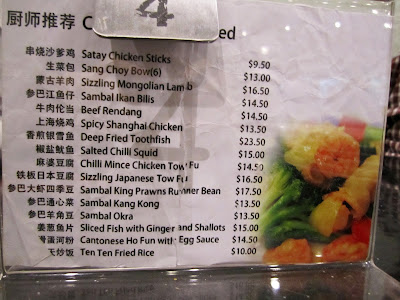 厨师推荐 C ed
4
串烧沙爹鸡 Satay Chicken Sticks $9.50
生菜包 Sang Choy Bow(6) $13.00
蒙古羊肉 Sizzling Mongolian Lamb $16.50
参巴江鱼仔 Sambal Ikan Bilis $14.50
牛肉伦当 Beef Rendang $14.50
上海烧鸡 Spicy Shanghai Chicken $13.50
香煎银雪鱼 Deep Fried Toothfish $23.50
椒盐鱿鱼 Salted Chilli Squid $15.00
麻婆豆腐 Chilli Mince Chicken Tow Fu $14.50
铁板日本豆腐 Sizzling Japanese Tow Fu $16.50
参巴大虾四季豆 Sambal King Prawns Runner Bean $17.50
参巴通心菜 Sambal Kang Kong $13.50
参巴羊角豆 Sambal Okra $13.50
姜葱鱼片 Sliced Fish with Ginger and Shallots $15.00
滑蛋河粉 Cantonese Ho Fun with Egg Sauce $14.50
天炒饭 Ten Ten Fried Rice $10.00